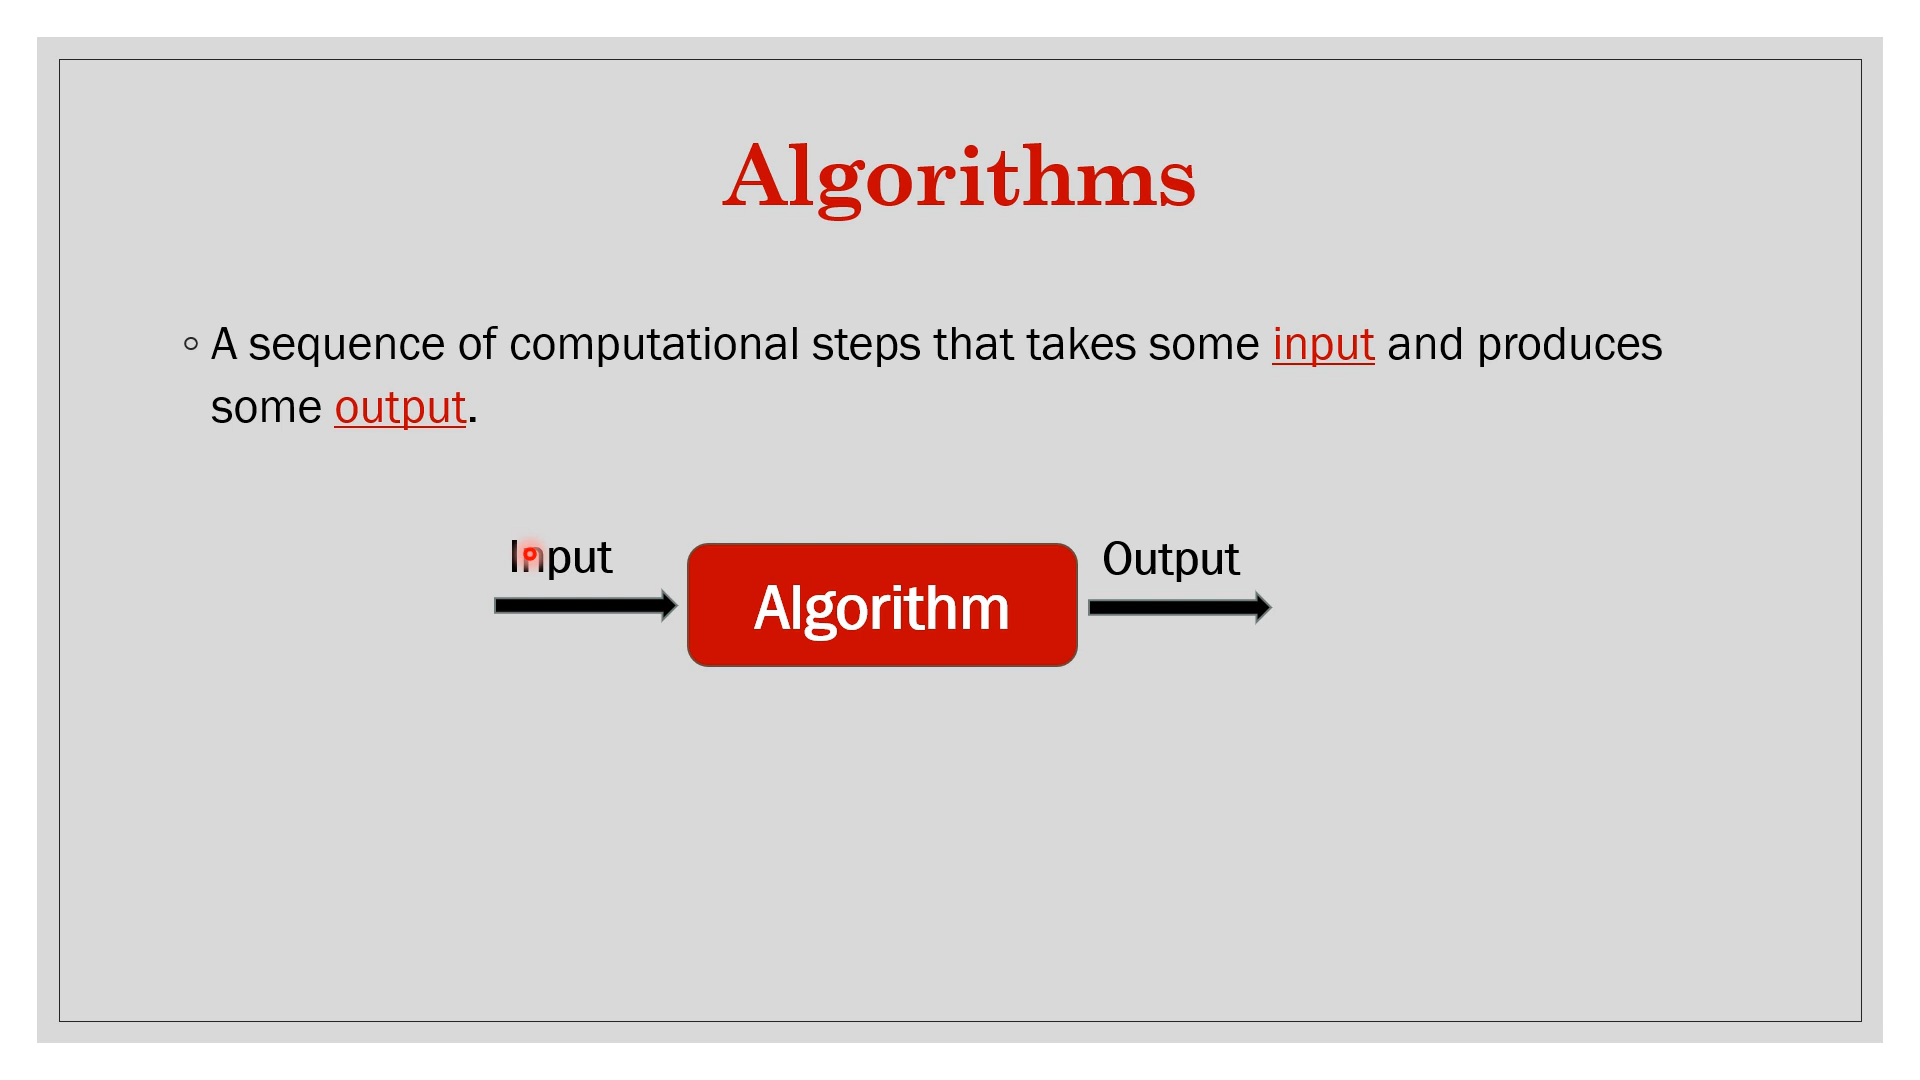 Algorithms
A sequence of computational steps that takes some input and produces
some output.
Input
Algorithm
Output